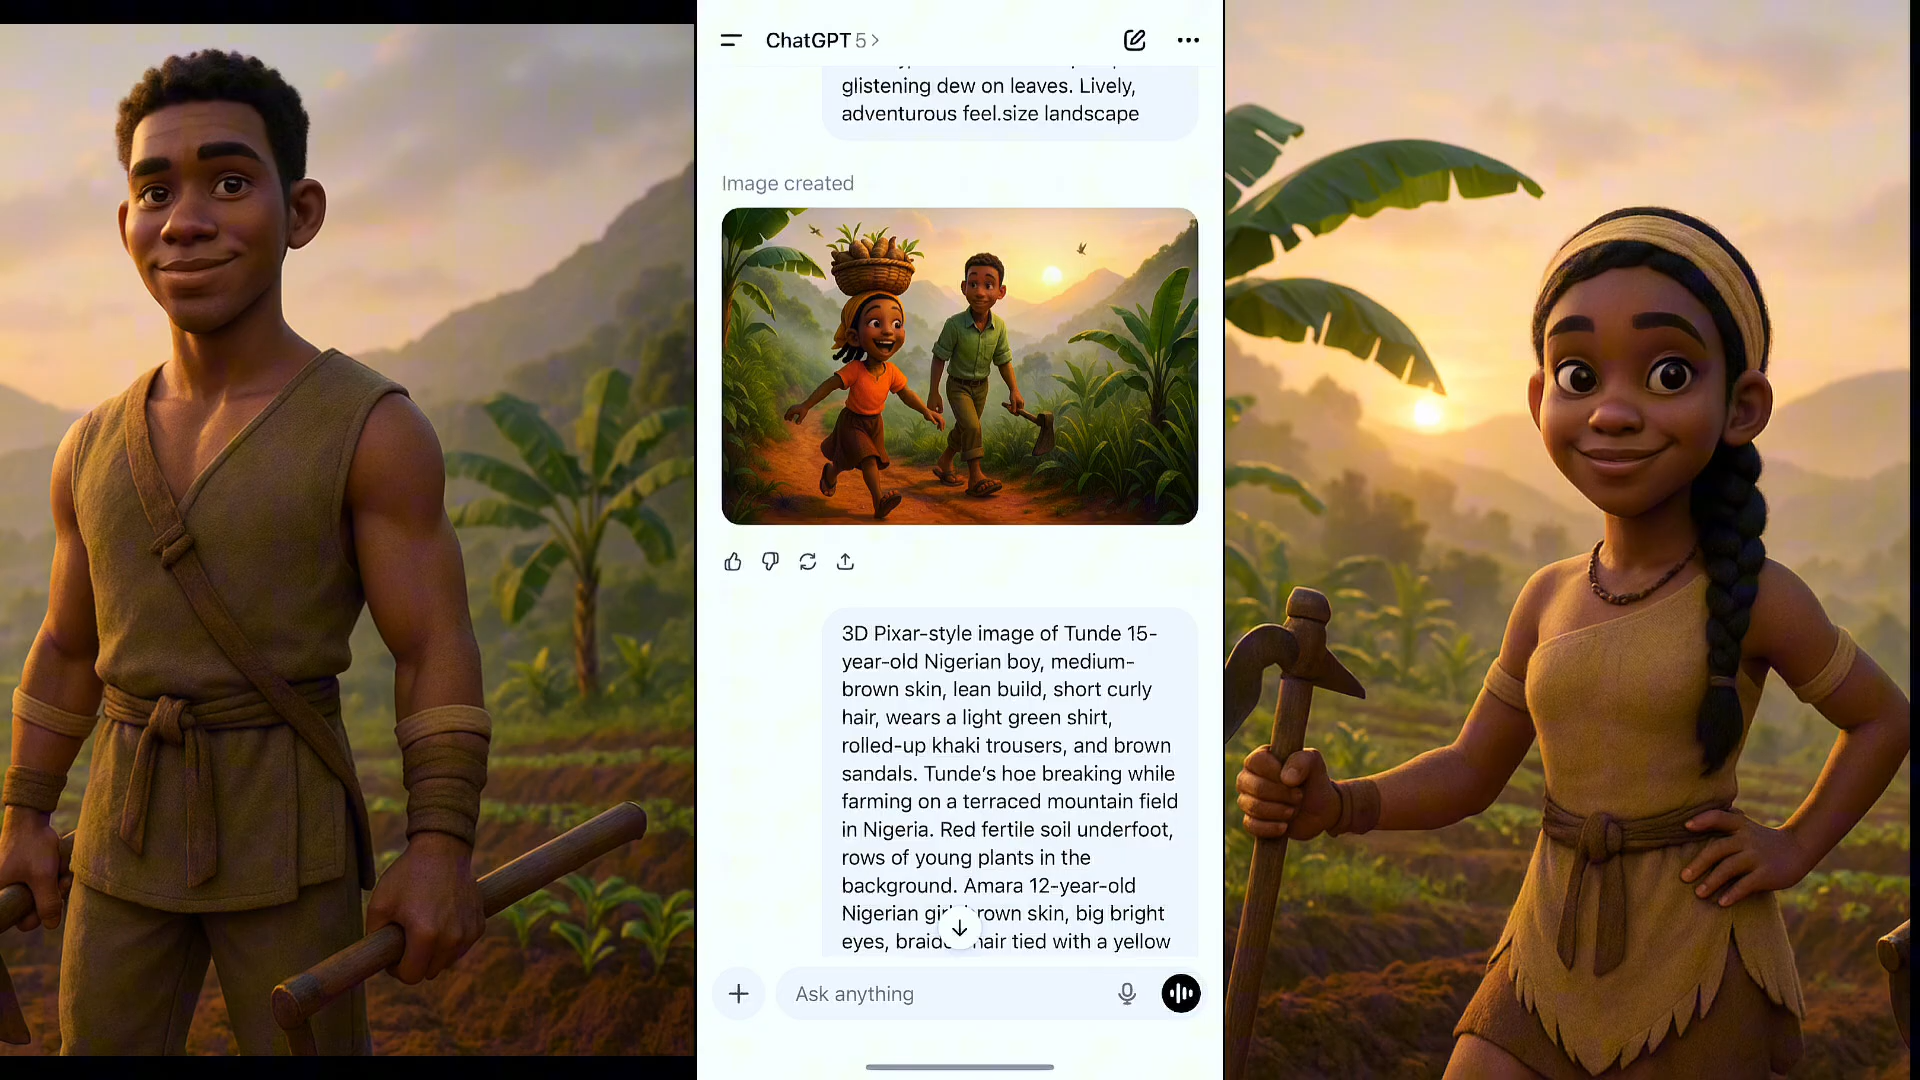 ChatGPT 5 >
glistening dew on leaves. Lively,
adventurous feel.size landscape
Image created
3D Pixar-style image of Tunde 15-
year-old Nigerian boy, medium-
brown skin, lean build, short curly
hair, wears a light green shirt,
rolled-up khaki trousers, and brown
sandals. Tunde’s hoe breaking while
farming on a terraced mountain field
in Nigeria. Red fertile soil underfoot,
rows of young plants in the
background. Amara 12-year-old
Nigerian girl, brown skin, big bright
eyes, braided hair tied with a yellow
Ask anything